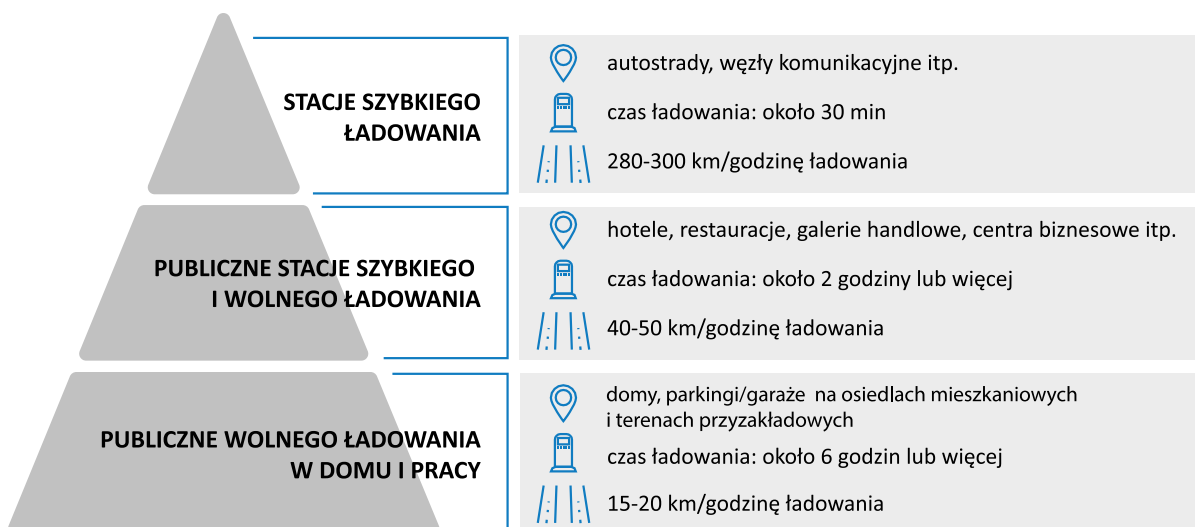 STACJE SZYBKIEGO
ŁADOWANIA
autostrady, węzły komunikacyjne itp.
czas ładowania: około 30 min
280-300 km/godzinę ładowania
PUBLICZNE STACJE SZYBKIEGO
I WOLNEGO ŁADOWANIA
hotele, restauracje, galerie handlowe, centra biznesowe itp.
czas ładowania: około 2 godziny lub więcej
40-50 km/godzinę ładowania
PUBLICZNE WOLNEGO ŁADOWANIA
W DOMU I PRACY
domy, parkingi/garaże na osiedlach mieszkaniowych
i terenach przyzakładowych
czas ładowania: około 6 godzin lub więcej
15-20 km/godzinę ładowania